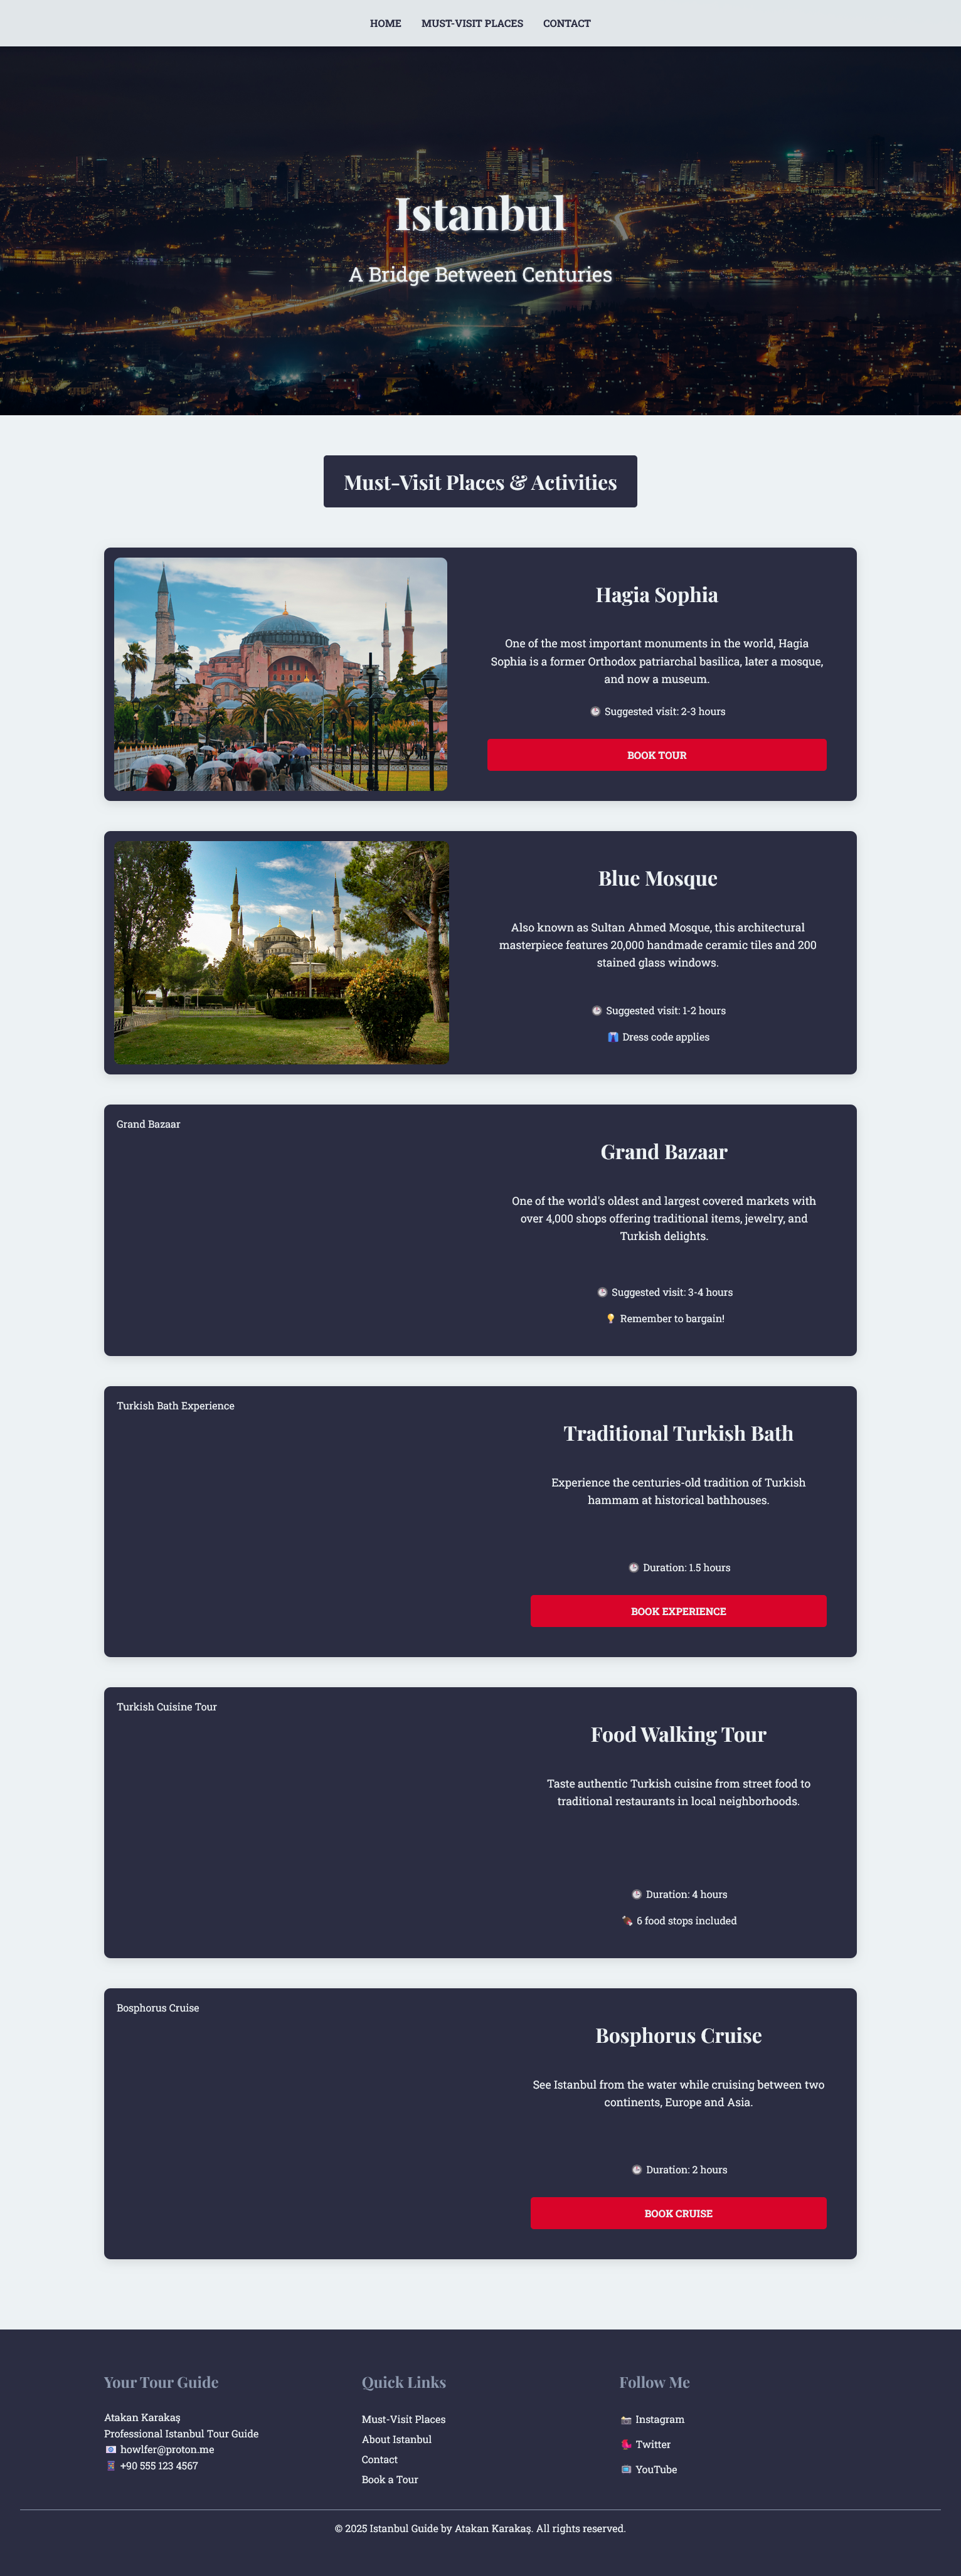 HOME MUST-VISIT PLACES CONTACT
Istanbul
A Bridge Between Centuries
Must-Visit Places & Activities
Hagia Sophia
One of the most important monuments in the world, Hagia
Sophia is a former Orthodox patriarchal basilica, later a mosque,
and now a museum.
🕒 Suggested visit: 2-3 hours
BOOK TOUR
Blue Mosque
Also known as Sultan Ahmed Mosque, this architectural
masterpiece features 20,000 handmade ceramic tiles and 200
stained glass windows.
🕒 Suggested visit: 1-2 hours
👖 Dress code applies
Grand Bazaar
Grand Bazaar
One of the world's oldest and largest covered markets with
over 4,000 shops offering traditional items, jewelry, and
Turkish delights.
🕒 Suggested visit: 3-4 hours
💡 Remember to bargain!
Turkish Bath Experience
Traditional Turkish Bath
Experience the centuries-old tradition of Turkish
hammam at historical bathhouses.
🕒 Duration: 1.5 hours
BOOK EXPERIENCE
Turkish Cuisine Tour
Food Walking Tour
Taste authentic Turkish cuisine from street food to
traditional restaurants in local neighborhoods.
🕒 Duration: 4 hours
🍢 6 food stops included
Bosphorus Cruise
Bosphorus Cruise
See Istanbul from the water while cruising between two
continents, Europe and Asia.
🕒 Duration: 2 hours
BOOK CRUISE
Your Tour Guide
Atakan Karakaş
Professional Istanbul Tour Guide
📧 howlfer@proton.me
📱 +90 555 123 4567
Quick Links
Must-Visit Places
About Istanbul
Contact
Book a Tour
Follow Me
📸 Instagram
🐦 Twitter
📺 YouTube
© 2025 Istanbul Guide by Atakan Karakaş. All rights reserved.